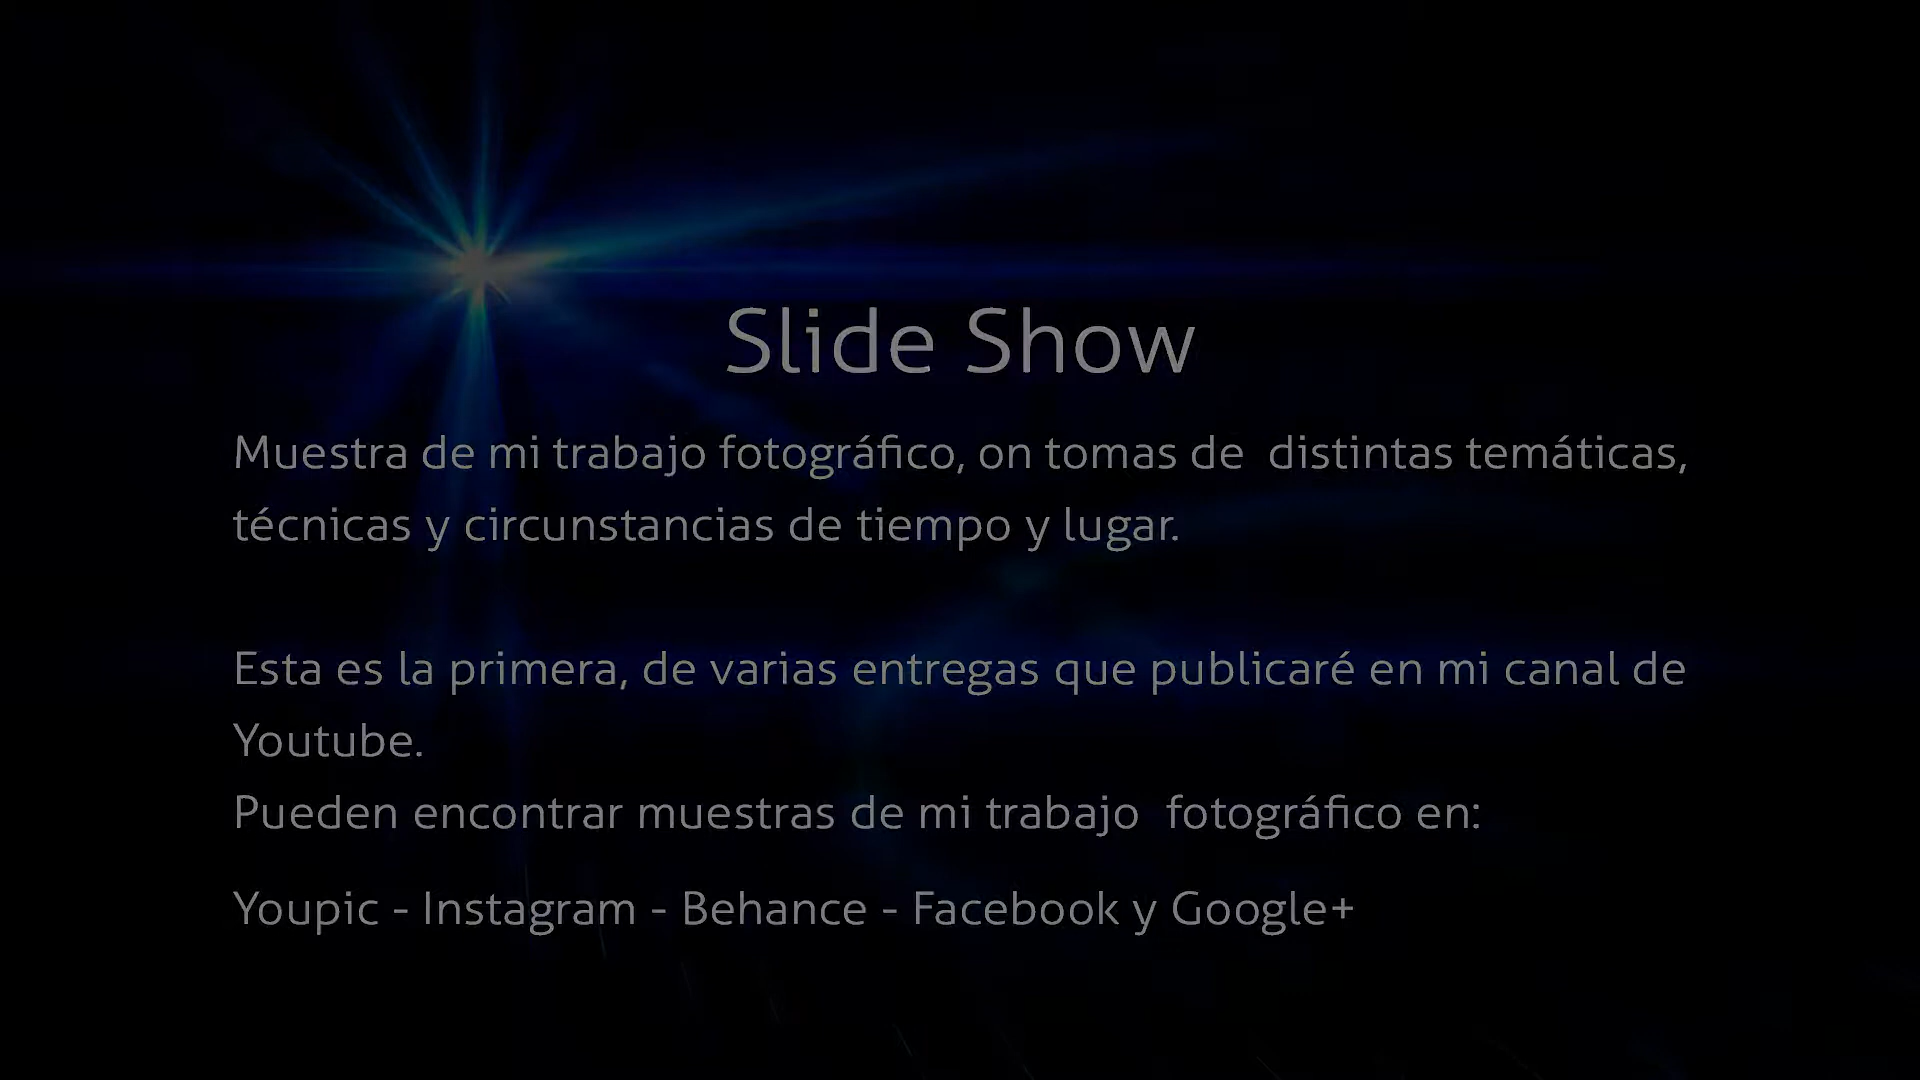 Slide Show
Muestra de mi trabajo fotográfico, on tomas de  distintas temáticas,
técnicas y circunstancias de tiempo y lugar.
Esta es la primera, de varias entregas que publicaré en mi canal de
Youtube.
Pueden encontrar muestras de mi trabajo  fotográfico en:
Youpic - Instagram - Behance - Facebook y Google+